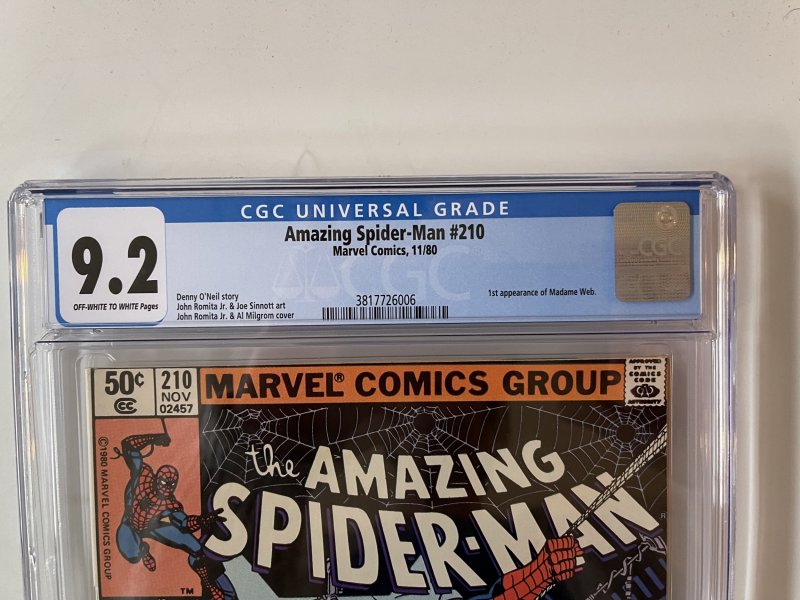 CGC UNIVERSAL GRADE
9.2
OFF-WHITE TO WHITE Pages
Amazing Spider-Man #210
Marvel Comics, 11/80
Denny O'Neil story
John Romita Jr. & Joe Sinnott art
John Romita Jr. & Al Milgrom cover
3817726006
1st appearance of Madame Web.
CGC
CGC
50¢
CC
210
NOV
02457
MARVEL® COMICS GROUP
APPROVED
BY THE
COMICS
CODE
AUTHORITY
©1980 MARVEL COMICS GROUP
the AMAZING
SPIDER-MAN
TM